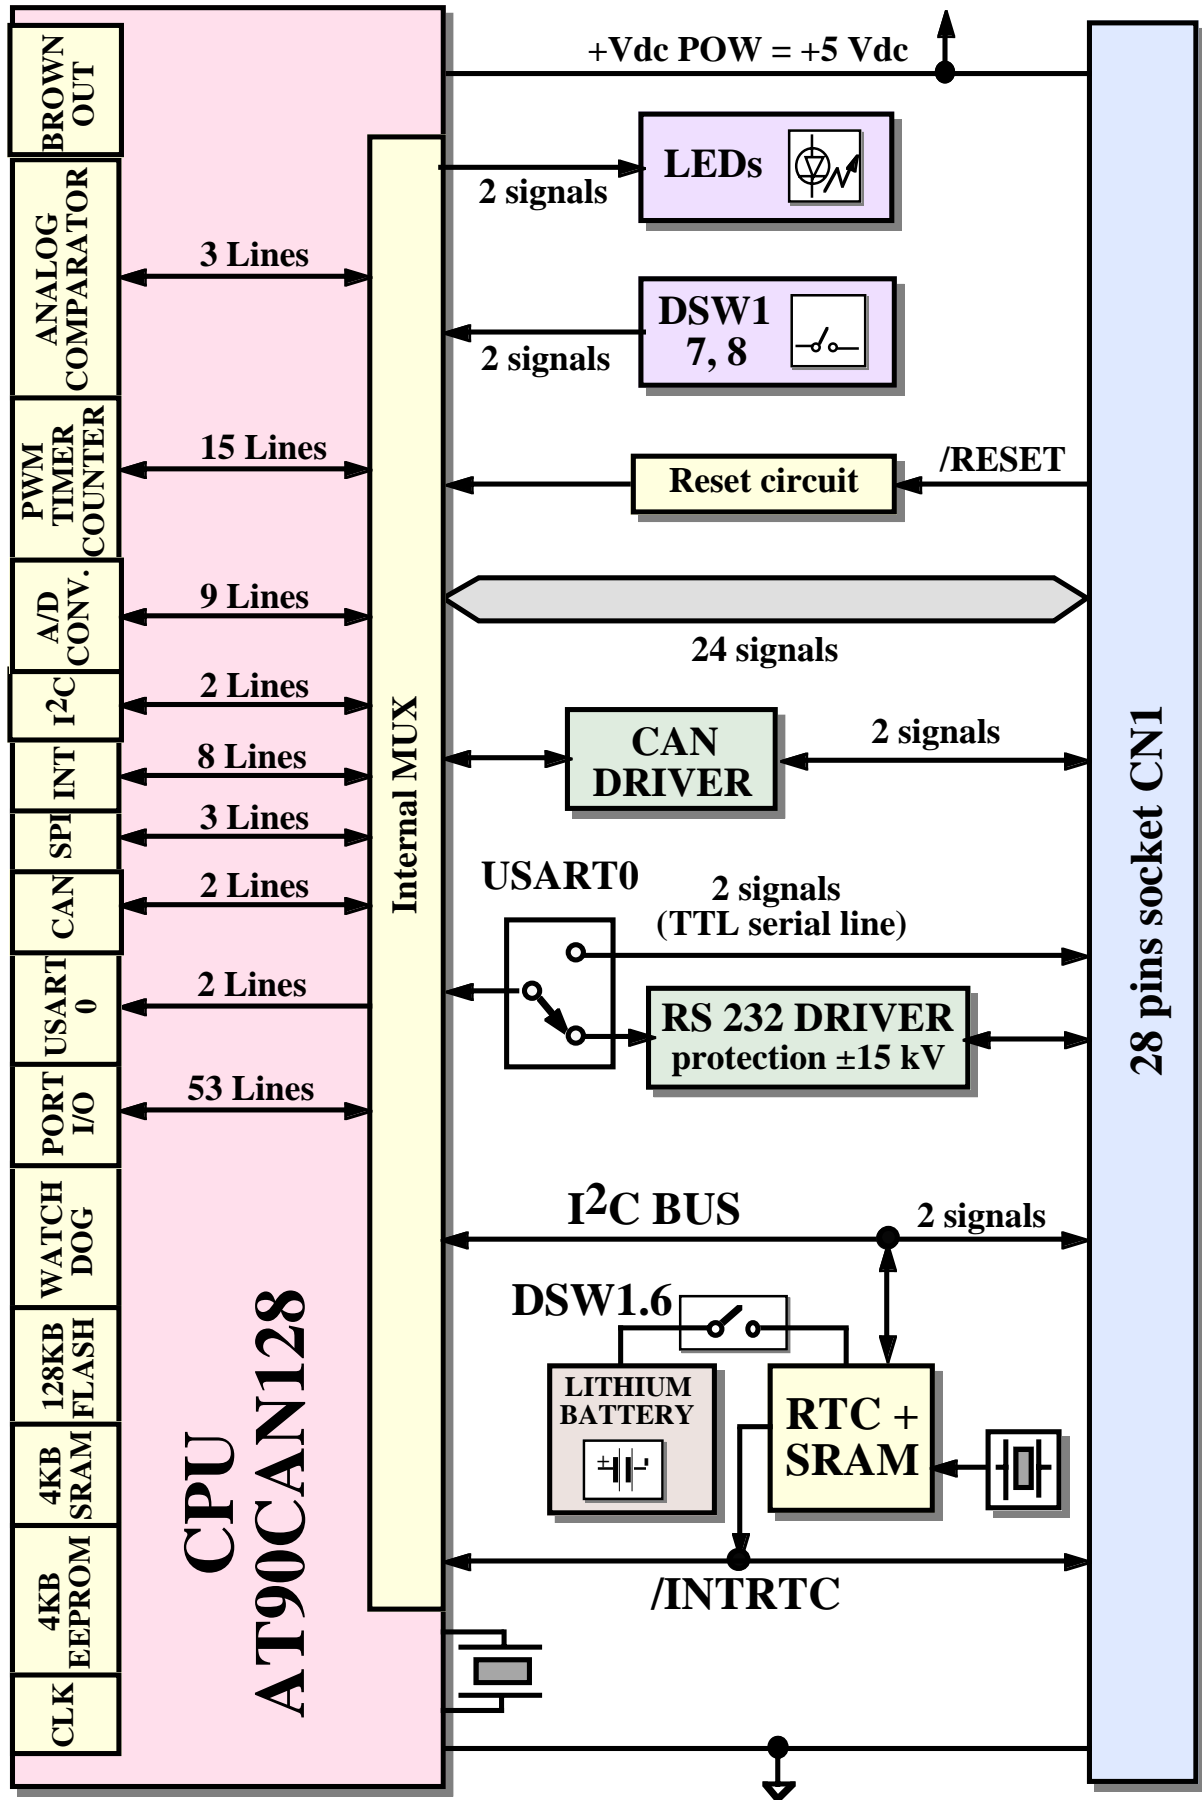 BROWN
OUT
ANALOG
COMPARATOR
PWM
TIMER
COUNTER
A/D
CONV.
I²C
INT
SPI
CAN
USART
0
PORT
I/O
WATCH
DOG
128KB
FLASH
4KB
SRAM
4KB
EEPROM
CLK
3 Lines
15 Lines
9 Lines
2 Lines
8 Lines
3 Lines
2 Lines
2 Lines
53 Lines
CPU
AT90CAN128
Internal MUX
+Vdc POW = +5 Vdc
2 signals
LEDs
DSW1
7, 8
2 signals
Reset circuit
/RESET
24 signals
CAN
DRIVER
2 signals
USART0
2 signals
(TTL serial line)
RS 232 DRIVER
protection ±15 kV
I²C BUS
2 signals
DSW1.6
LITHIUM
BATTERY
RTC +
SRAM
/INTRTC
28 pins socket CN1